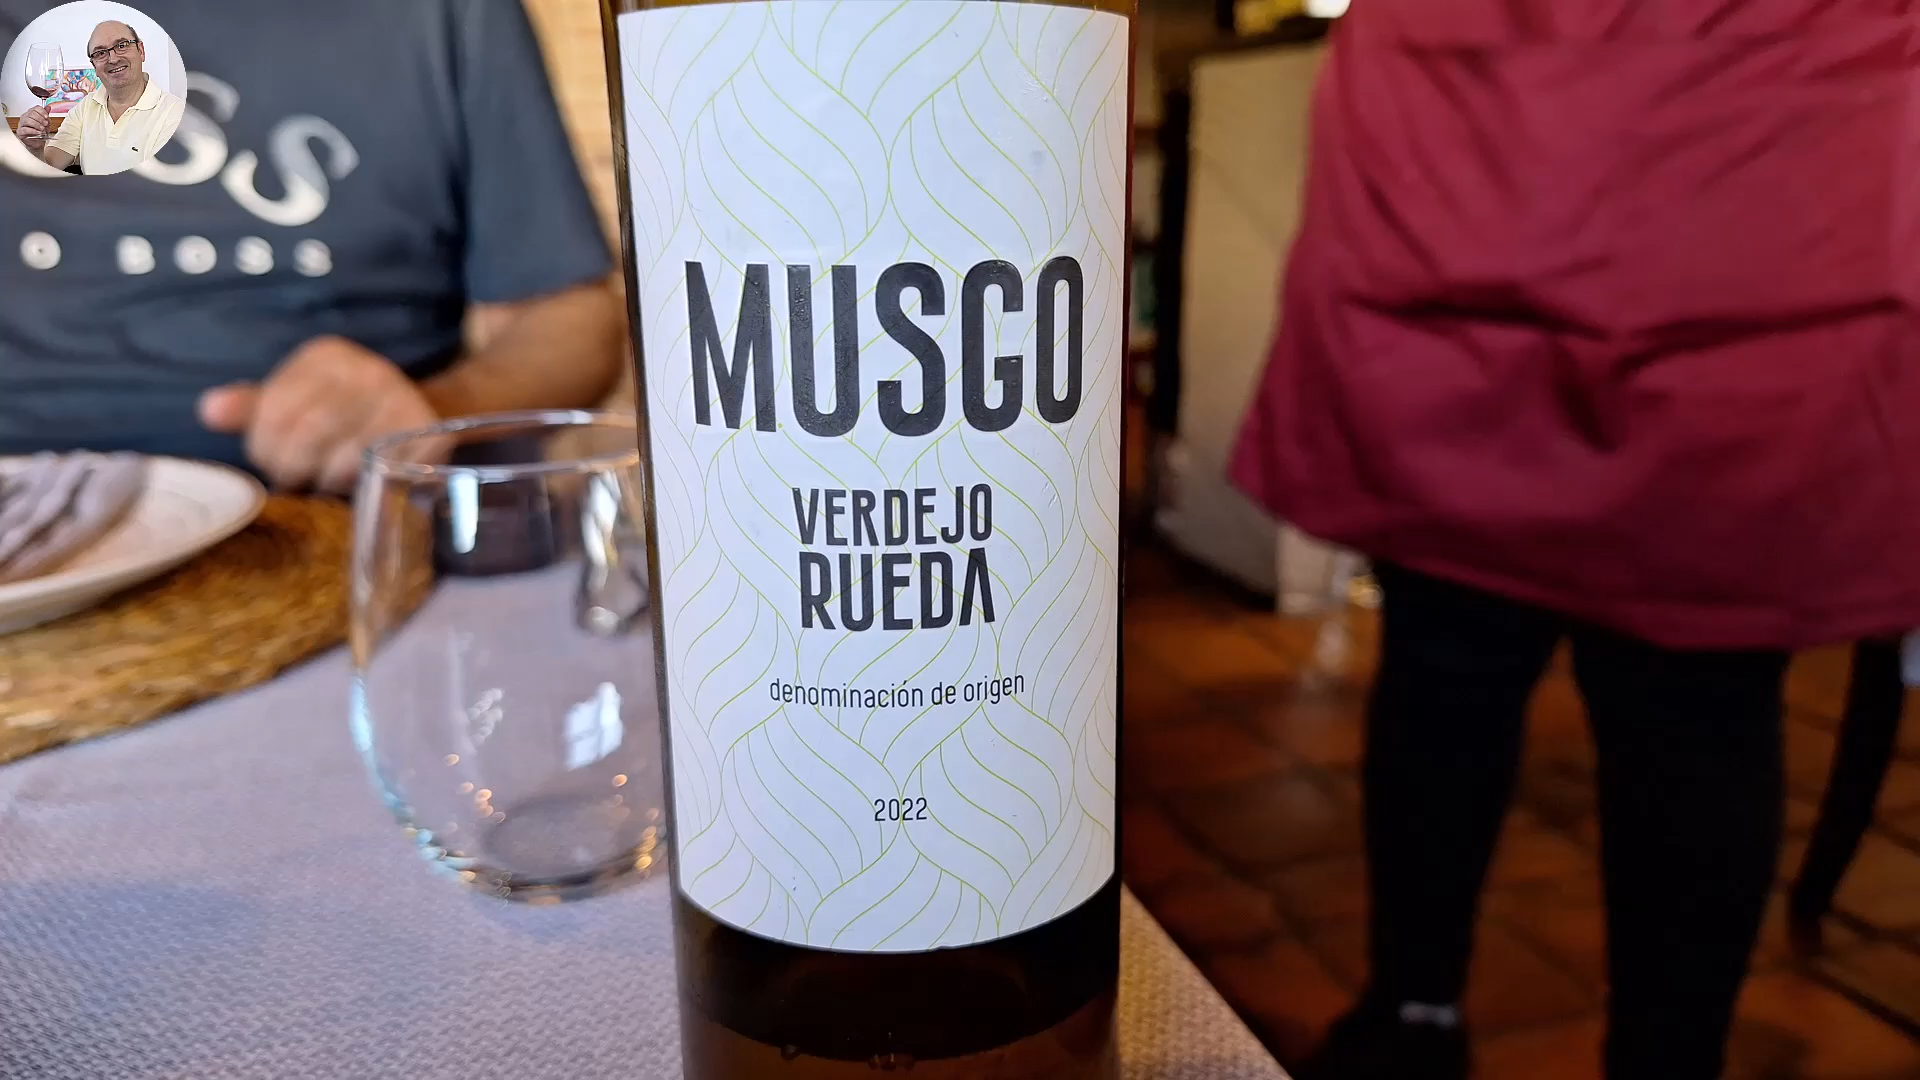 O BOSS
MUSGO
VERDEJO
RUEDA
denominación de origen
2022